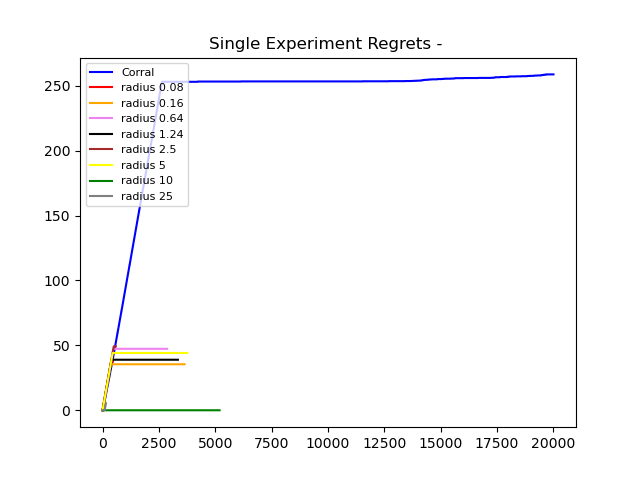 Single Experiment Regrets -
250
200
150
100
50
0
Corral
radius 0.08
radius 0.16
radius 0.64
radius 1.24
radius 2.5
radius 5
radius 10
radius 25
0 2500 5000 7500 10000 12500 15000 17500 20000